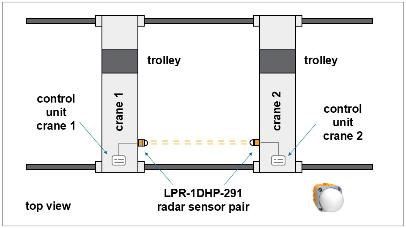 trolley
trolley
control
unit
crane 1
crane 1
crane 2
control
unit
crane 2
LPR-1DHP-291
radar sensor pair
top view